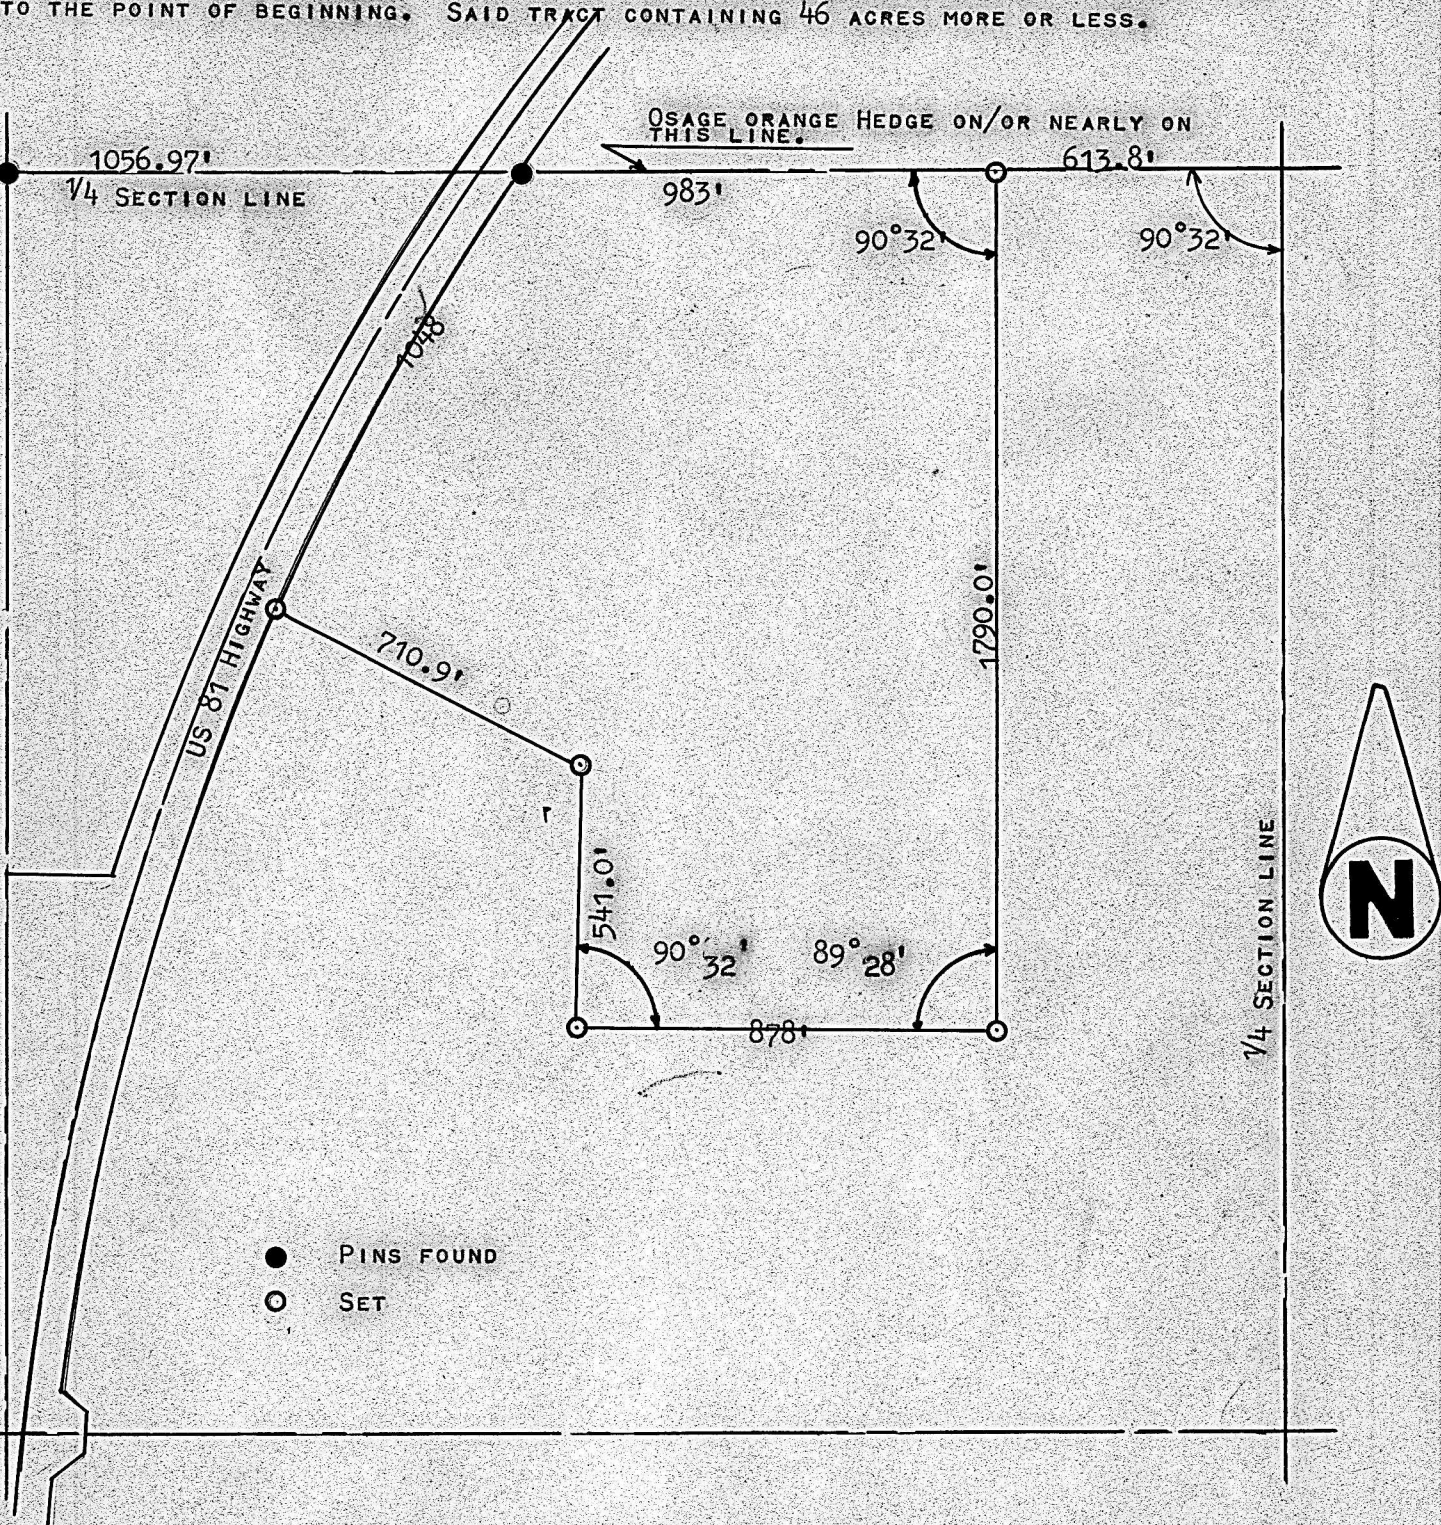 TO THE POINT OF BEGINNING. SAID TRACT CONTAINING 46 ACRES MORE OR LESS.
OSAGE ORANGE HEDGE ON/OR NEARLY ON
THIS LINE.
1056.97'
1/4 SECTION LINE
983'
613.8'
90°32'
90°32'
1048'
US 81 HIGHWAY
710.9'
1790.0'
541.0'
90°32'
89°28'
878'
1/4 SECTION LINE
N
PINS FOUND
SET